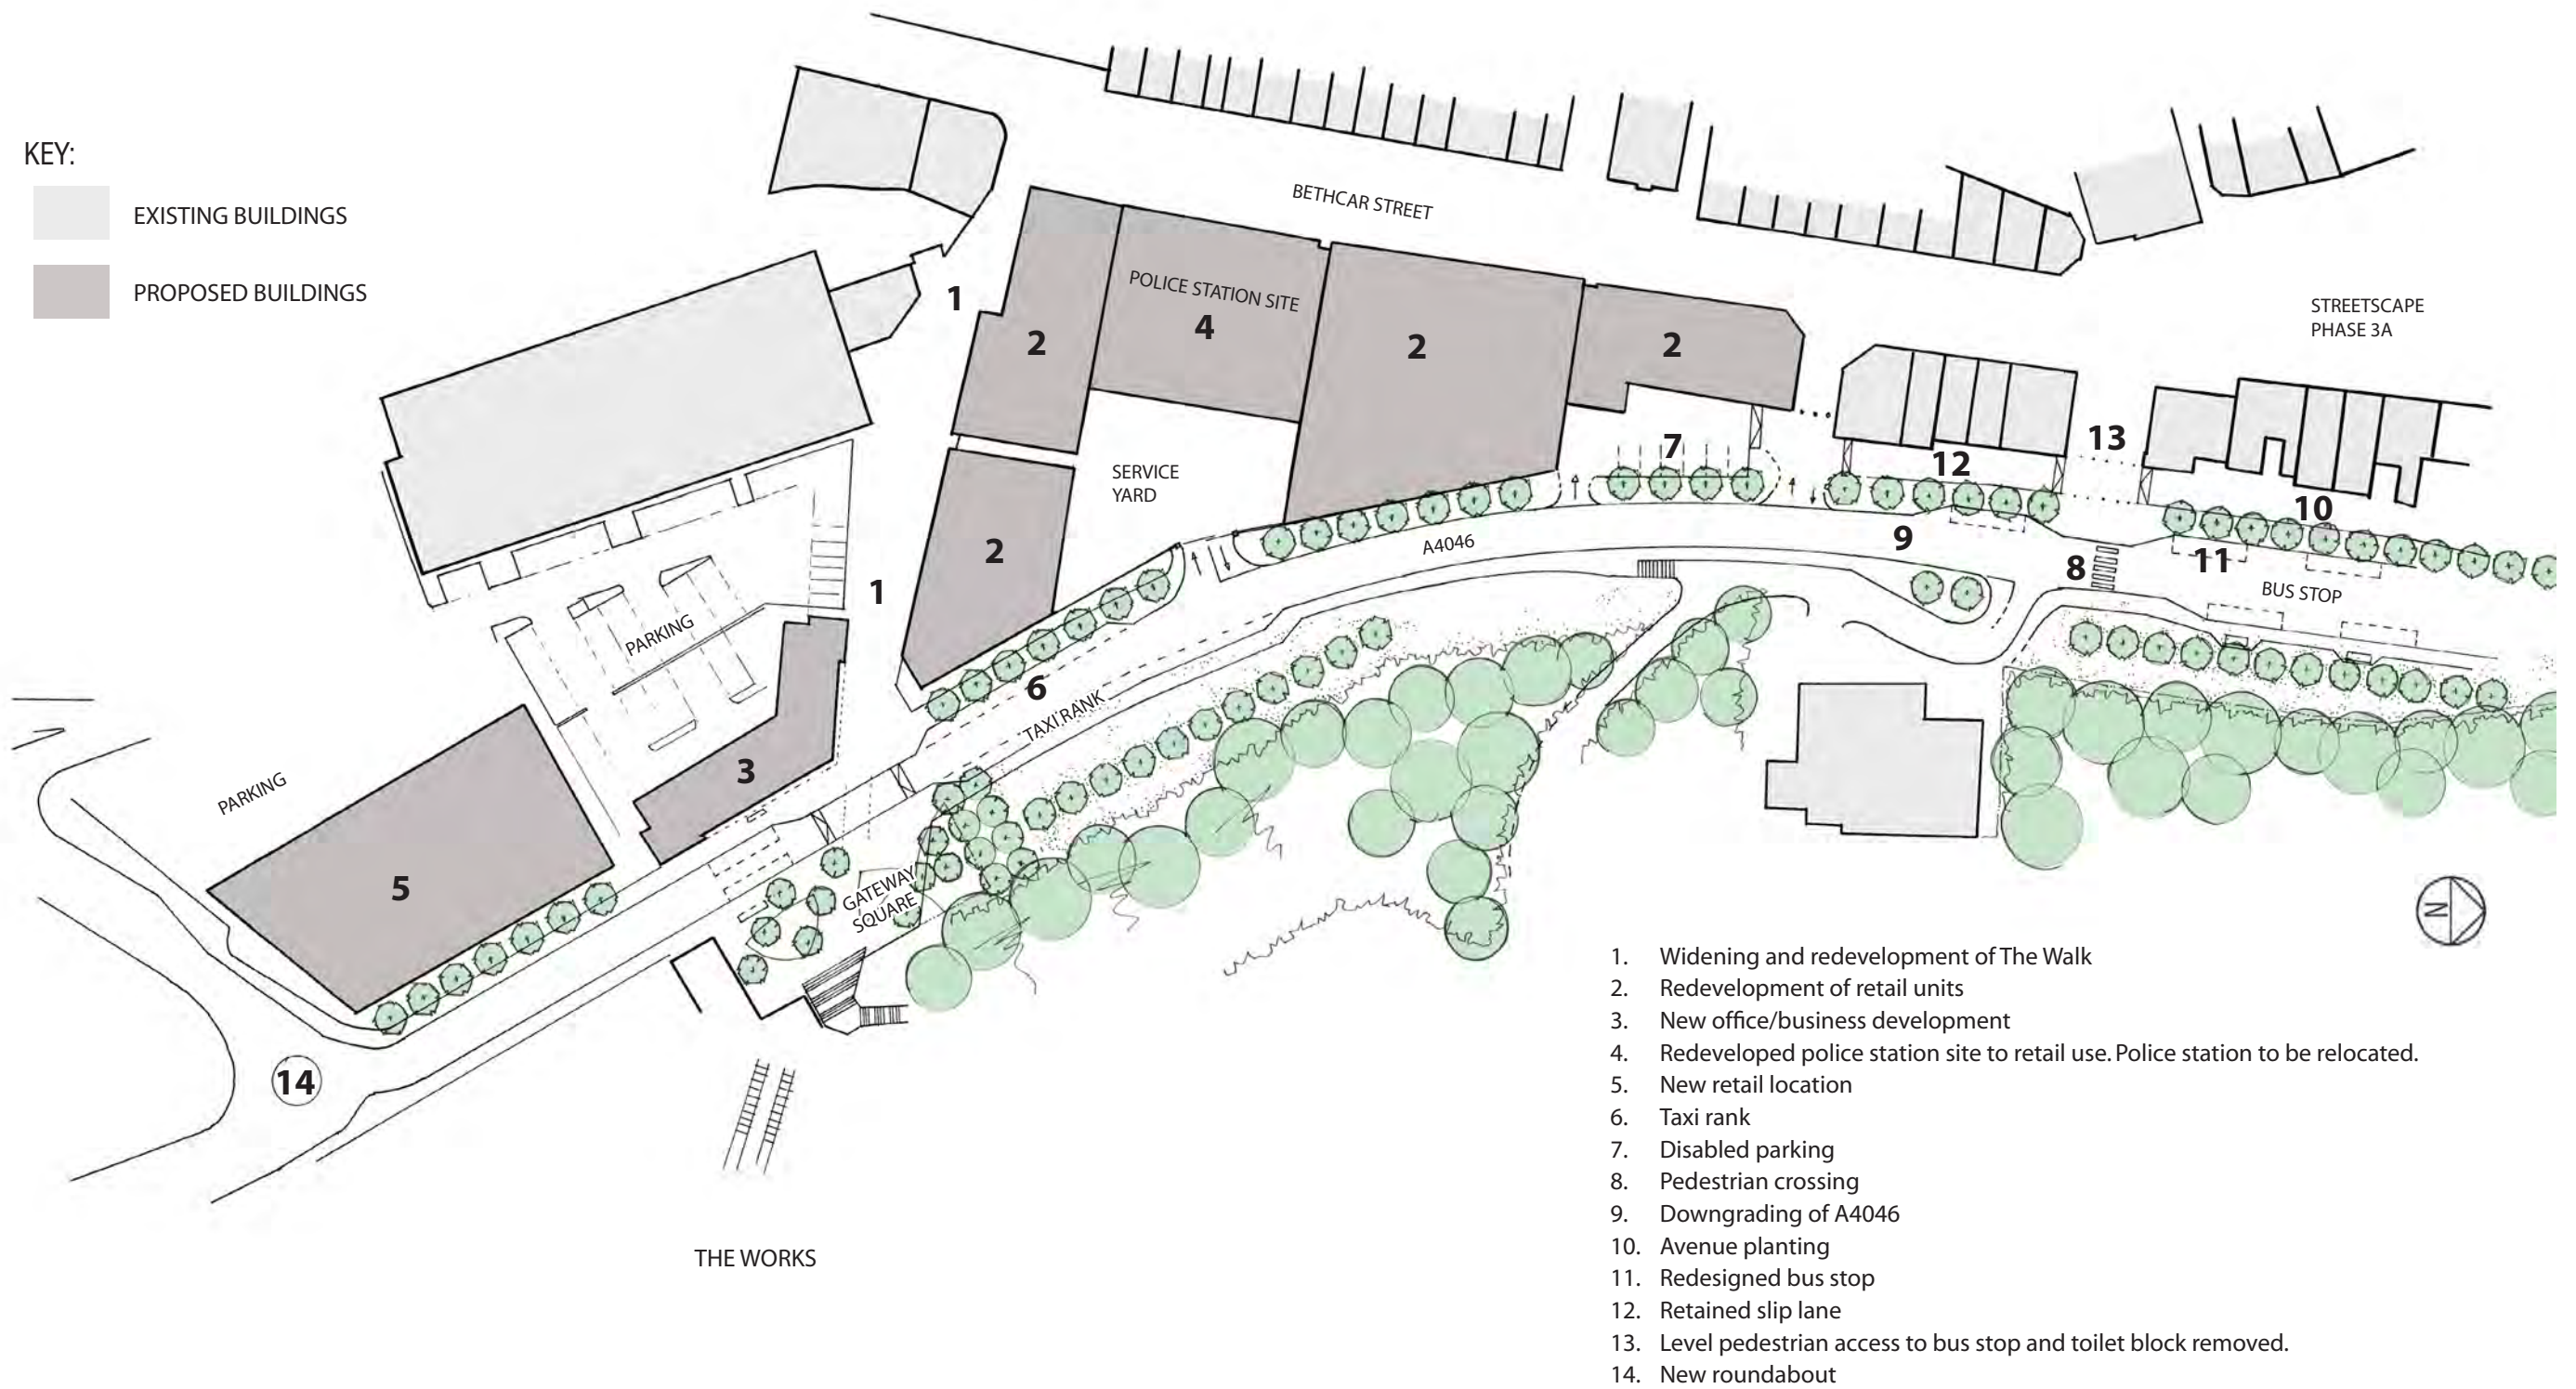 KEY:
EXISTING BUILDINGS
PROPOSED BUILDINGS
BETHCAR STREET
POLICE STATION SITE
1
2
4
2
2
STREETSCAPE
PHASE 3A
7
12
13
SERVICE
YARD
10
1
2
A4046
9
8
11
BUS STOP
PARKING
6
TAXI RANK
3
PARKING
5
GATEWAY
SQUARE
N
14
THE WORKS
1. Widening and redevelopment of The Walk
2. Redevelopment of retail units
3. New office/business development
4. Redeveloped police station site to retail use. Police station to be relocated.
5. New retail location
6. Taxi rank
7. Disabled parking
8. Pedestrian crossing
9. Downgrading of A4046
10. Avenue planting
11. Redesigned bus stop
12. Retained slip lane
13. Level pedestrian access to bus stop and toilet block removed.
14. New roundabout